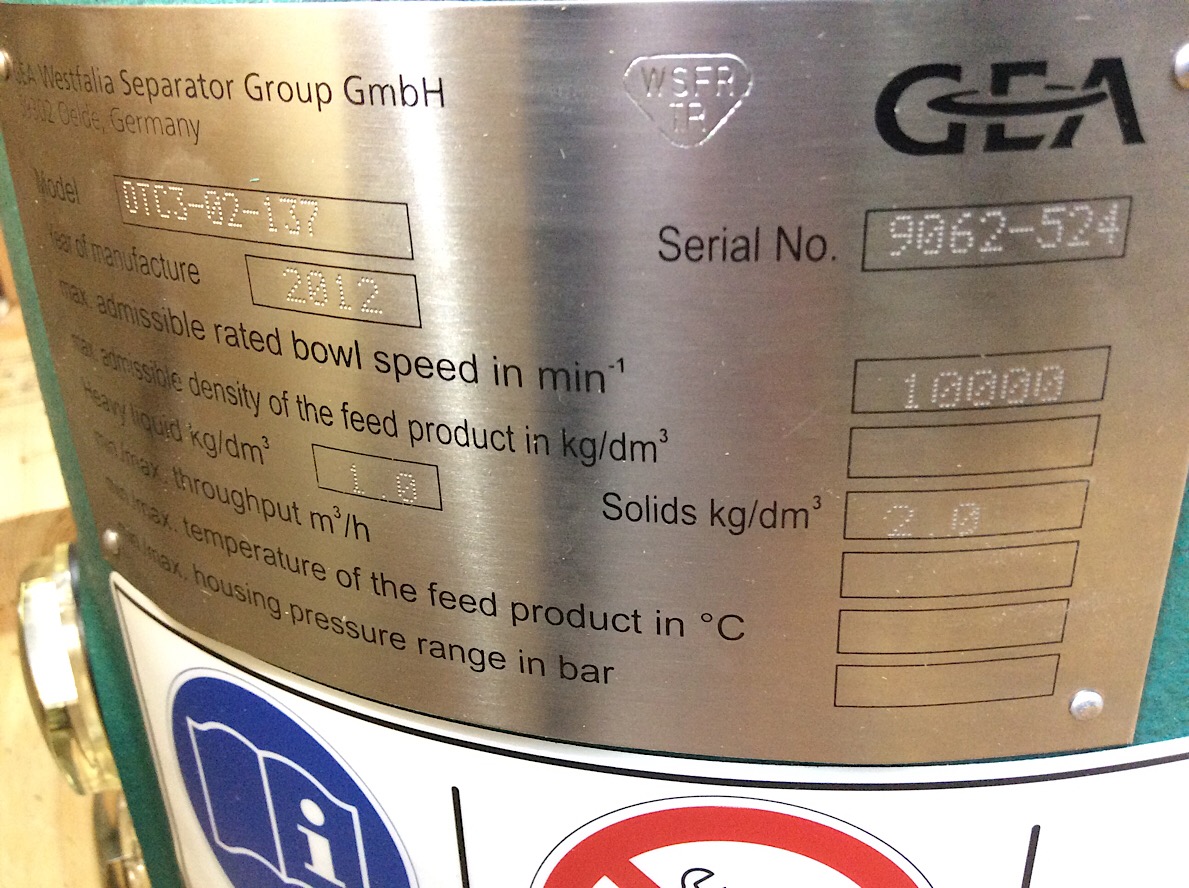 GEA Westfalia Separator Group GmbH
59302 Oelde, Germany
WSFR
TR
GEA
Model OTC3-02-137
Serial No. 9062-524
Year of manufacture 2012
max. admissible rated bowl speed in min⁻¹ 10000
max. admissible density of the feed product in kg/dm³
Heavy liquid kg/dm³ 1.0 Solids kg/dm³ 2.0
min./max. throughput m³/h
min./max. temperature of the feed product in °C
min./max. housing pressure range in bar
i